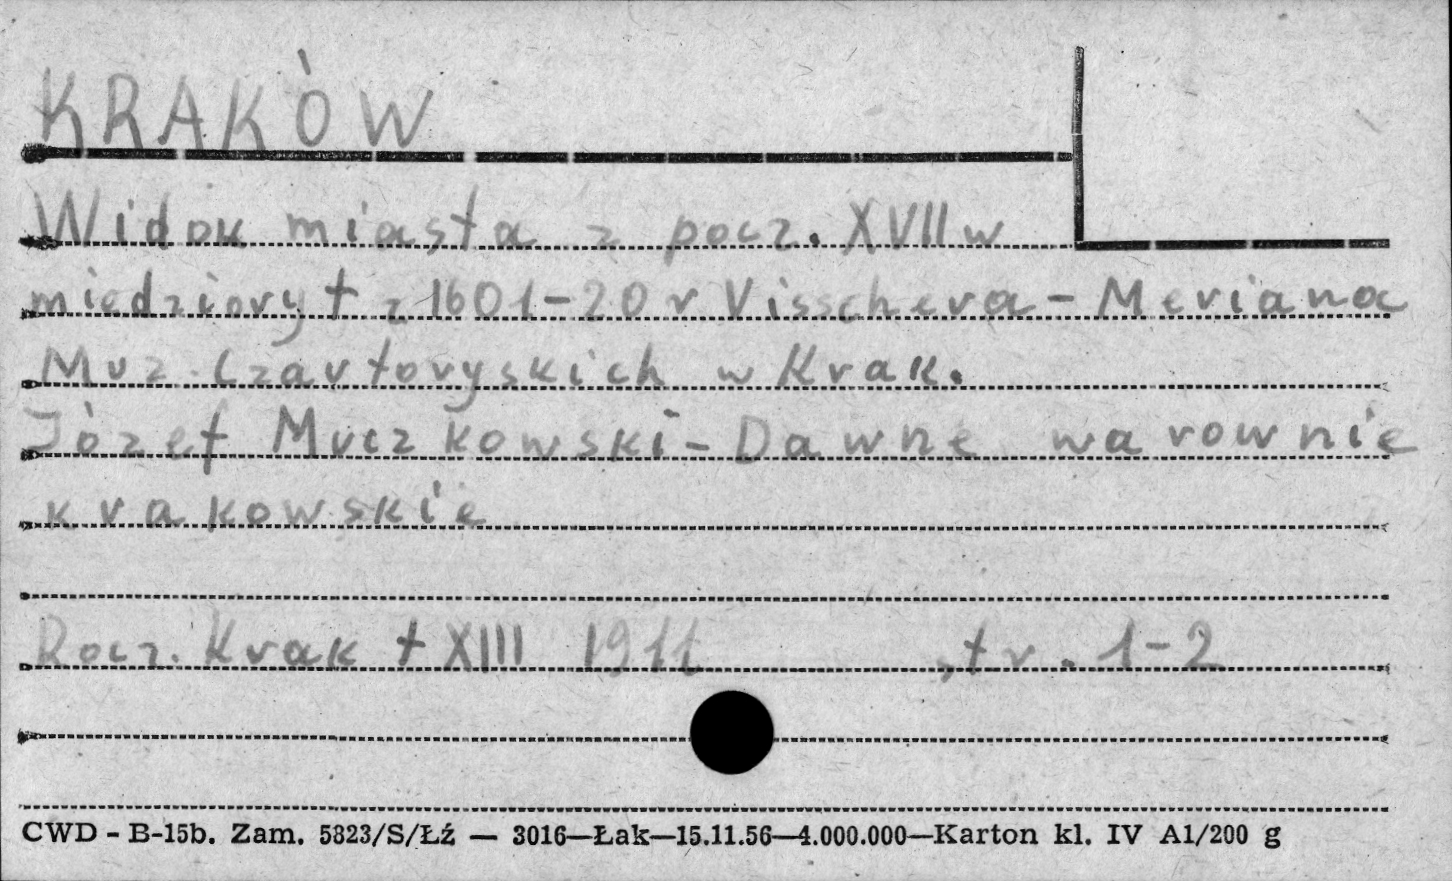 KRAKÓW
Widok miasta z pocz. XVII w
miedzioryt z 1601-20 r Visschera - Meriana
Muz. Czartoryskich w Krak.
Józef Muczkowski - Dawne warownie
krakowskie
Rocz. Krak t XIII 1911 str. 1-2
CWD - B-15b. Zam. 5823/S/Łź — 3016—Łak—15.11.56—4.000.000—Karton kl. IV A1/200 g